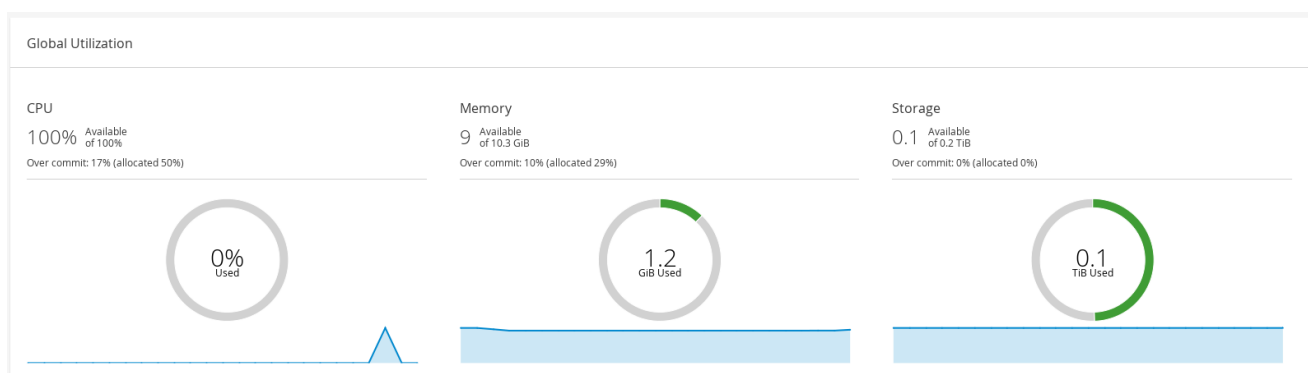 Global Utilization
CPU
100% Available
of 100%
Over commit: 17% (allocated 50%)
0%
Used
Memory
9 Available
of 10.3 GiB
Over commit: 10% (allocated 29%)
1.2
GiB Used
Storage
0.1 Available
of 0.2 TiB
Over commit: 0% (allocated 0%)
0.1
TiB Used